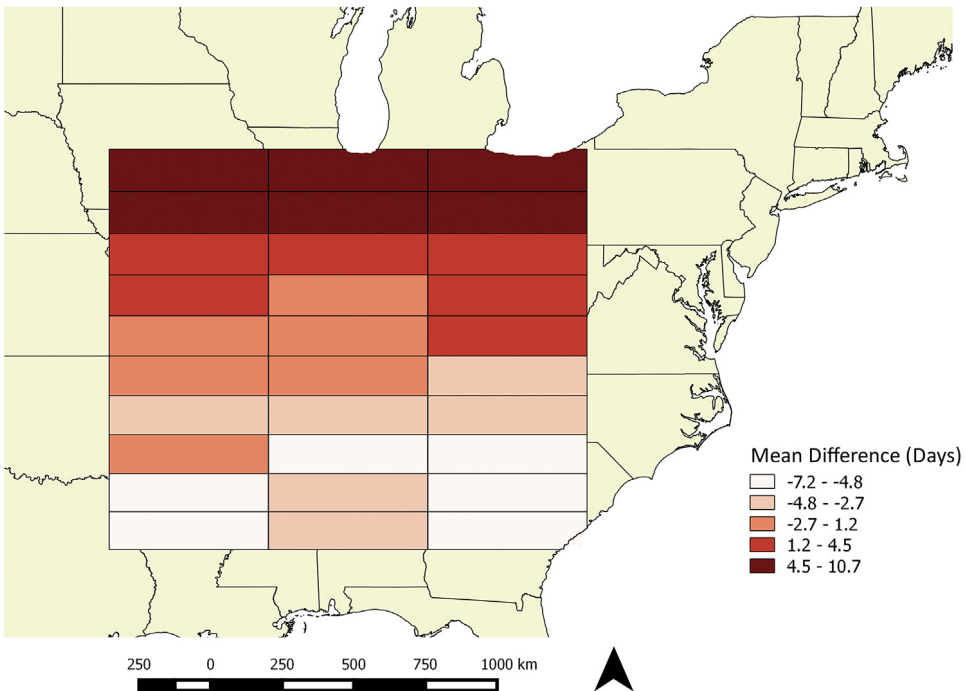 Mean Difference (Days)
-7.2 - -4.8
-4.8 - -2.7
-2.7 - 1.2
1.2 - 4.5
4.5 - 10.7
250 0 250 500 750 1000 km